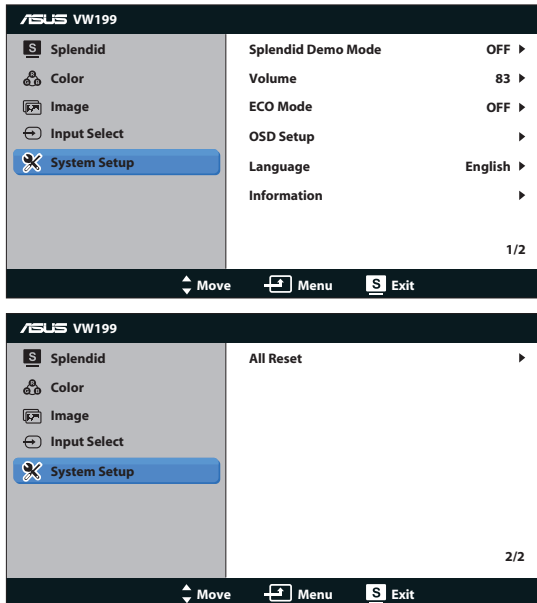 ASUS VW199
S Splendid
Splendid Demo Mode OFF
Color
Volume 83
Image
ECO Mode OFF
Input Select
OSD Setup
System Setup
Language English
Information
1/2
Move Menu S Exit
ASUS VW199
S Splendid
All Reset
Color
Image
Input Select
System Setup
2/2
Move Menu S Exit